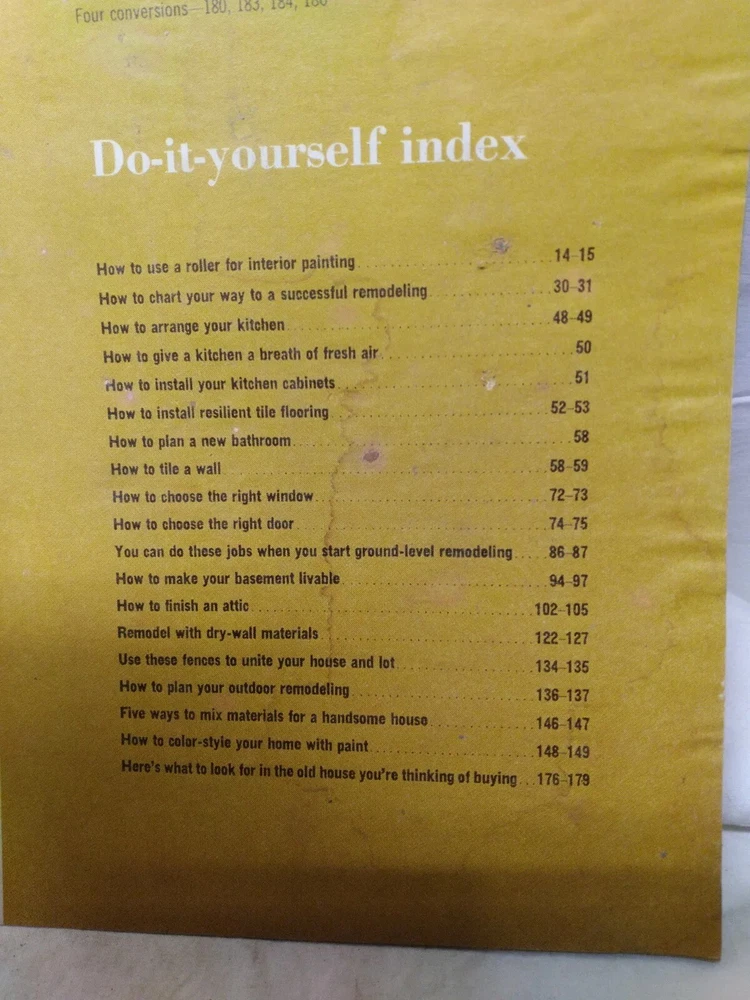 Four conversions—180, 183, 184, 186
Do-it-yourself index
How to use a roller for interior painting 14–15
How to chart your way to a successful remodeling 30–31
How to arrange your kitchen 48–49
How to give a kitchen a breath of fresh air 50
How to install your kitchen cabinets 51
How to install resilient tile flooring 52–53
How to plan a new bathroom 58
How to tile a wall 58–59
How to choose the right window 72–73
How to choose the right door 74–75
You can do these jobs when you start ground-level remodeling 86–87
How to make your basement livable 94–97
How to finish an attic 102–105
Remodel with dry-wall materials 122–127
Use these fences to unite your house and lot 134–135
How to plan your outdoor remodeling 136–137
Five ways to mix materials for a handsome house 146–147
How to color-style your home with paint 148–149
Here's what to look for in the old house you're thinking of buying 176–179